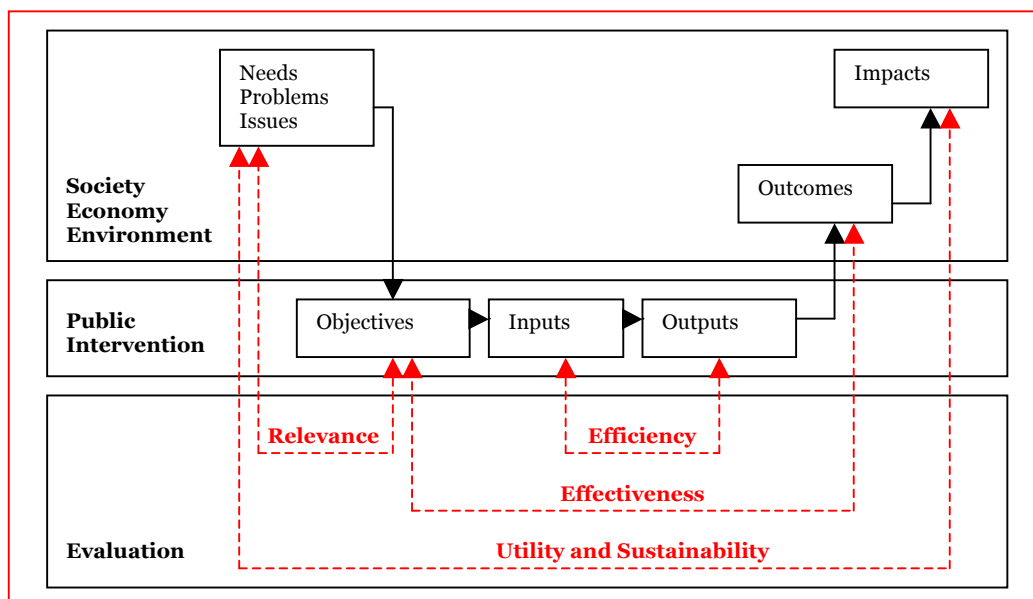 Needs
Problems
Issues
Impacts
Outcomes
Society
Economy
Environment
Objectives
Inputs
Outputs
Public
Intervention
Relevance
Efficiency
Effectiveness
Evaluation
Utility and Sustainability